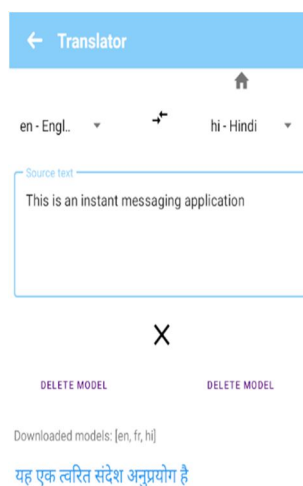 Translator
en - Engl..
hi - Hindi
Source text
This is an instant messaging application
DELETE MODEL DELETE MODEL
Downloaded models: [en, fr, hi]
यह एक त्वरित संदेश अनुप्रयोग है